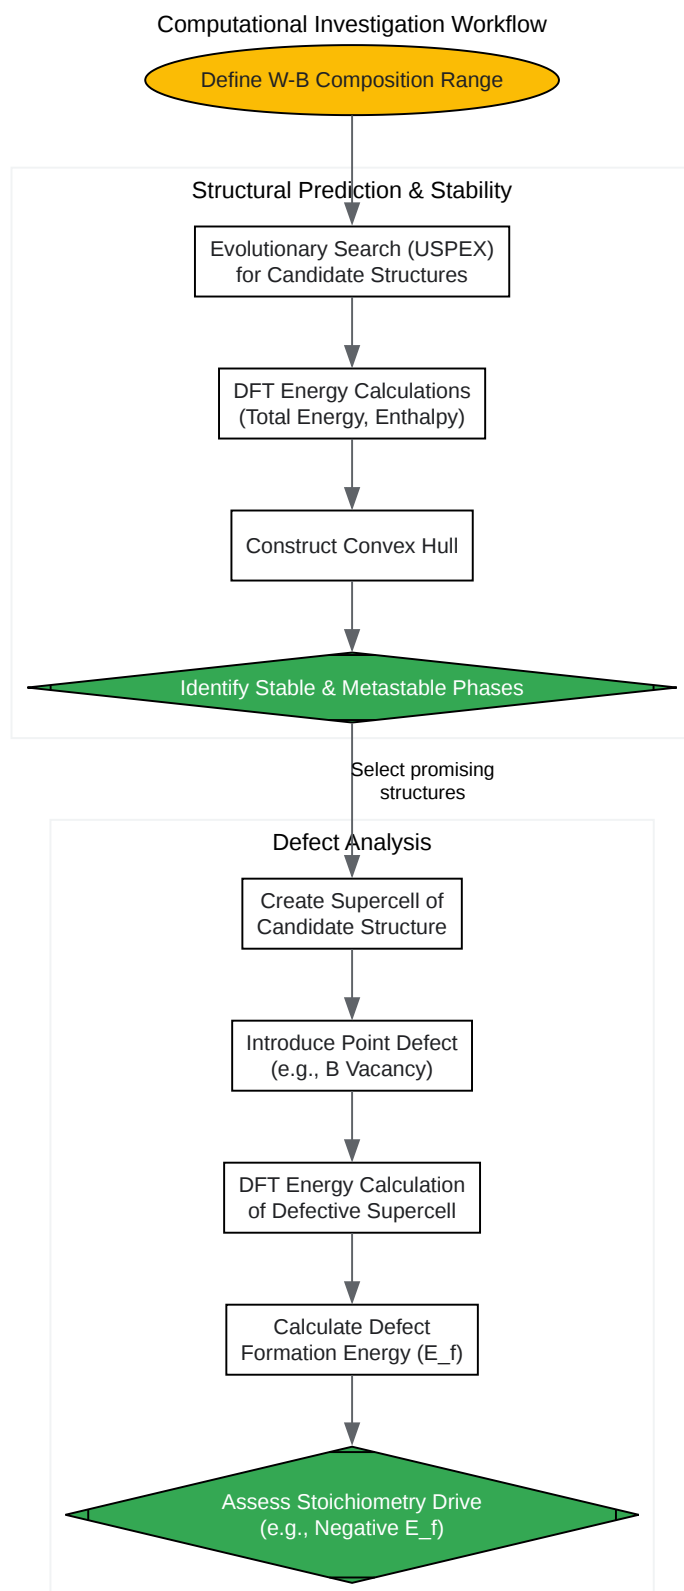 Computational Investigation Workflow
Define W-B Composition Range
Structural Prediction & Stability
Evolutionary Search (USPEX)
for Candidate Structures
DFT Energy Calculations
(Total Energy, Enthalpy)
Construct Convex Hull
Identify Stable & Metastable Phases
Select promising
structures
Defect Analysis
Create Supercell of
Candidate Structure
Introduce Point Defect
(e.g., B Vacancy)
DFT Energy Calculation
of Defective Supercell
Calculate Defect
Formation Energy (E_f)
Assess Stoichiometry Drive
(e.g., Negative E_f)